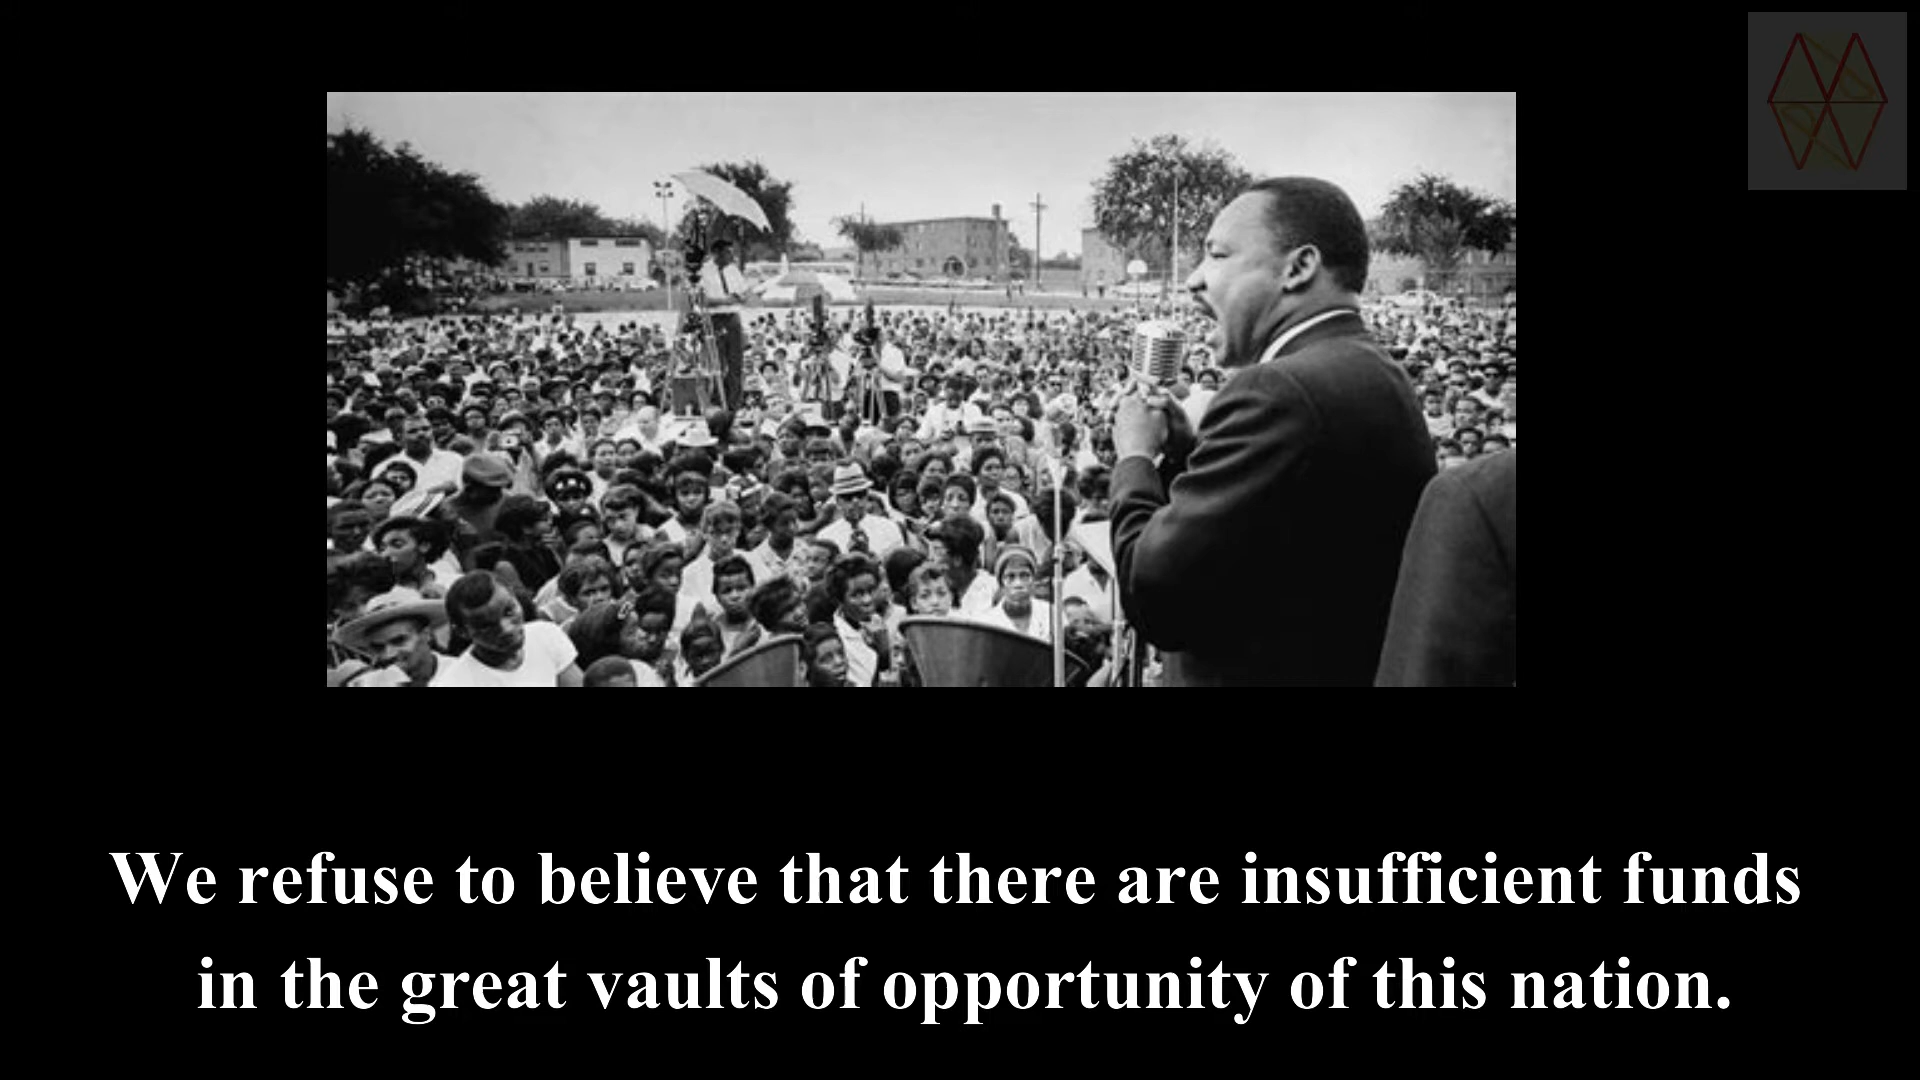 We refuse to believe that there are insufficient funds
in the great vaults of opportunity of this nation.